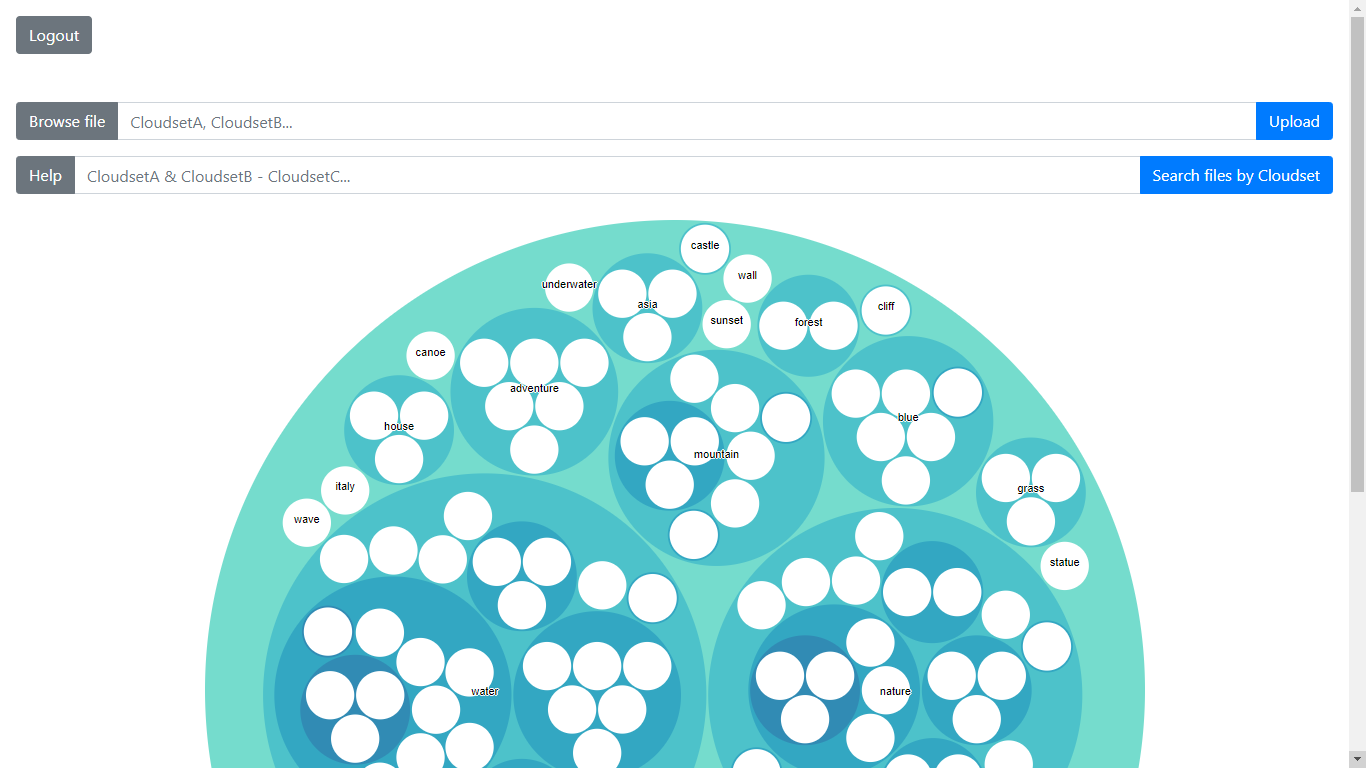 Logout
Browse file CloudsetA, CloudsetB... Upload
Help CloudsetA & CloudsetB - CloudsetC... Search files by Cloudset
castle
wall
underwater
asia
cliff
sunset
forest
canoe
adventure
blue
house
mountain
italy
grass
wave
statue
water
nature